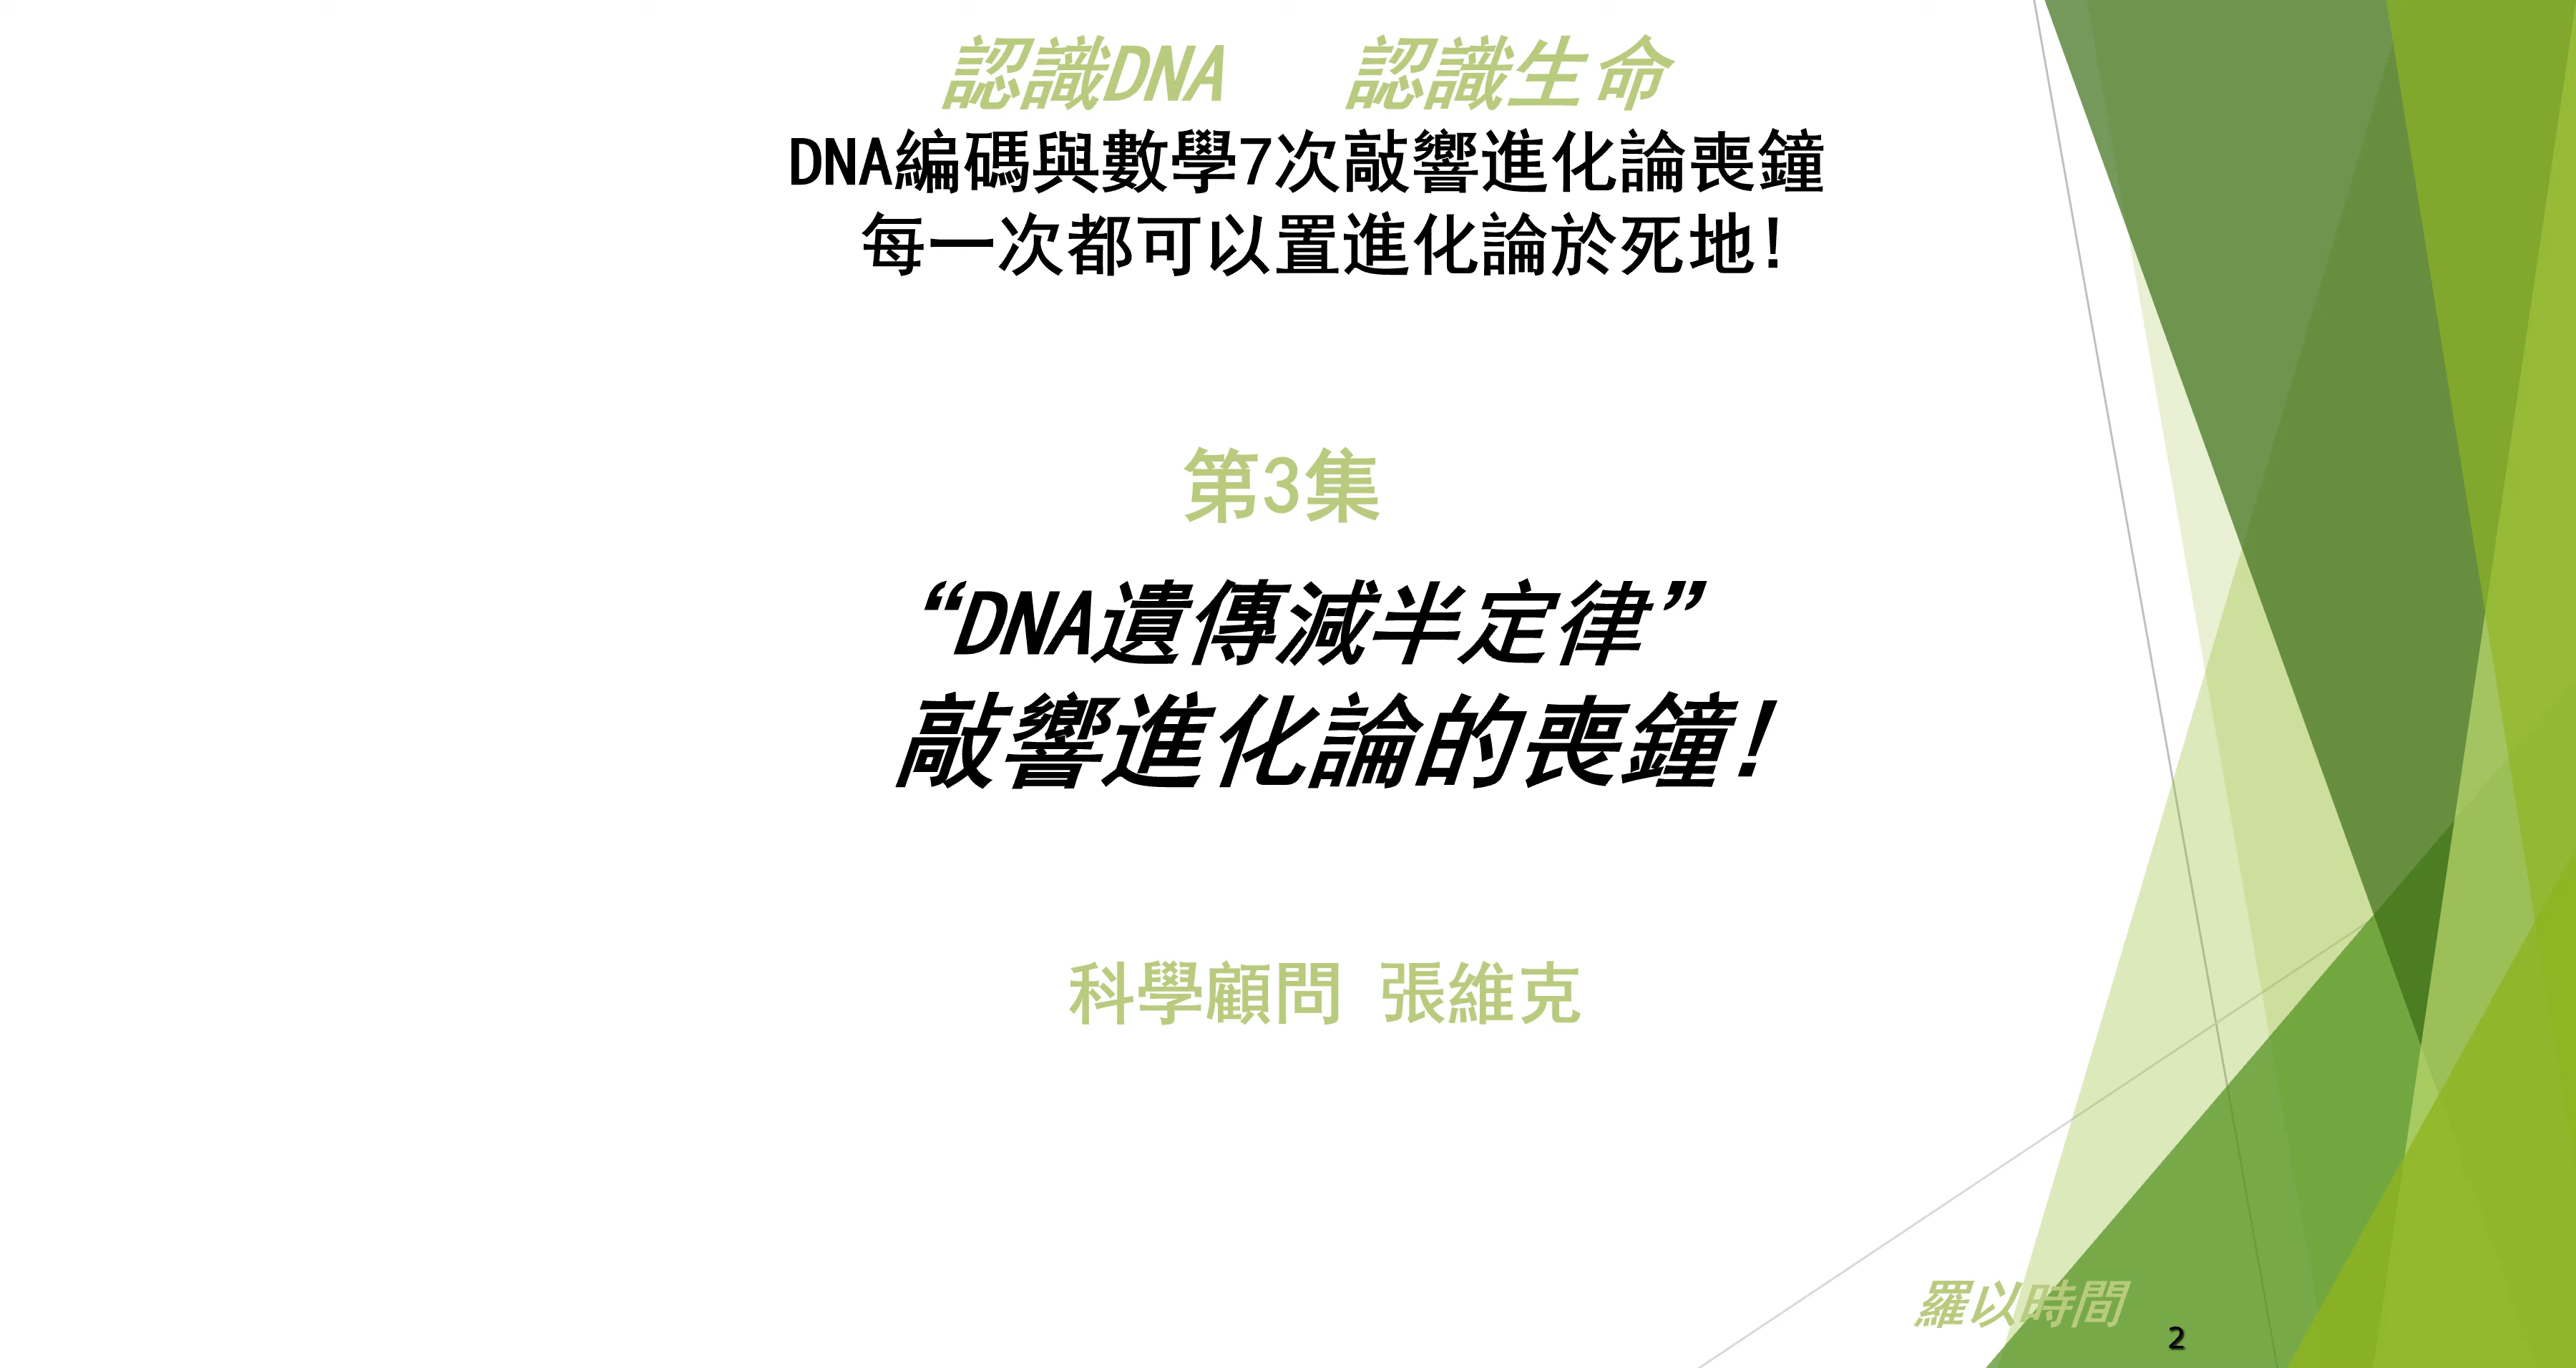 認識DNA 認識生命
DNA編碼與數學7次敲響進化論喪鐘
每一次都可以置進化論於死地!
第3集
“DNA遺傳減半定律”
敲響進化論的喪鐘!
科學顧問 張維克
羅以時間
2